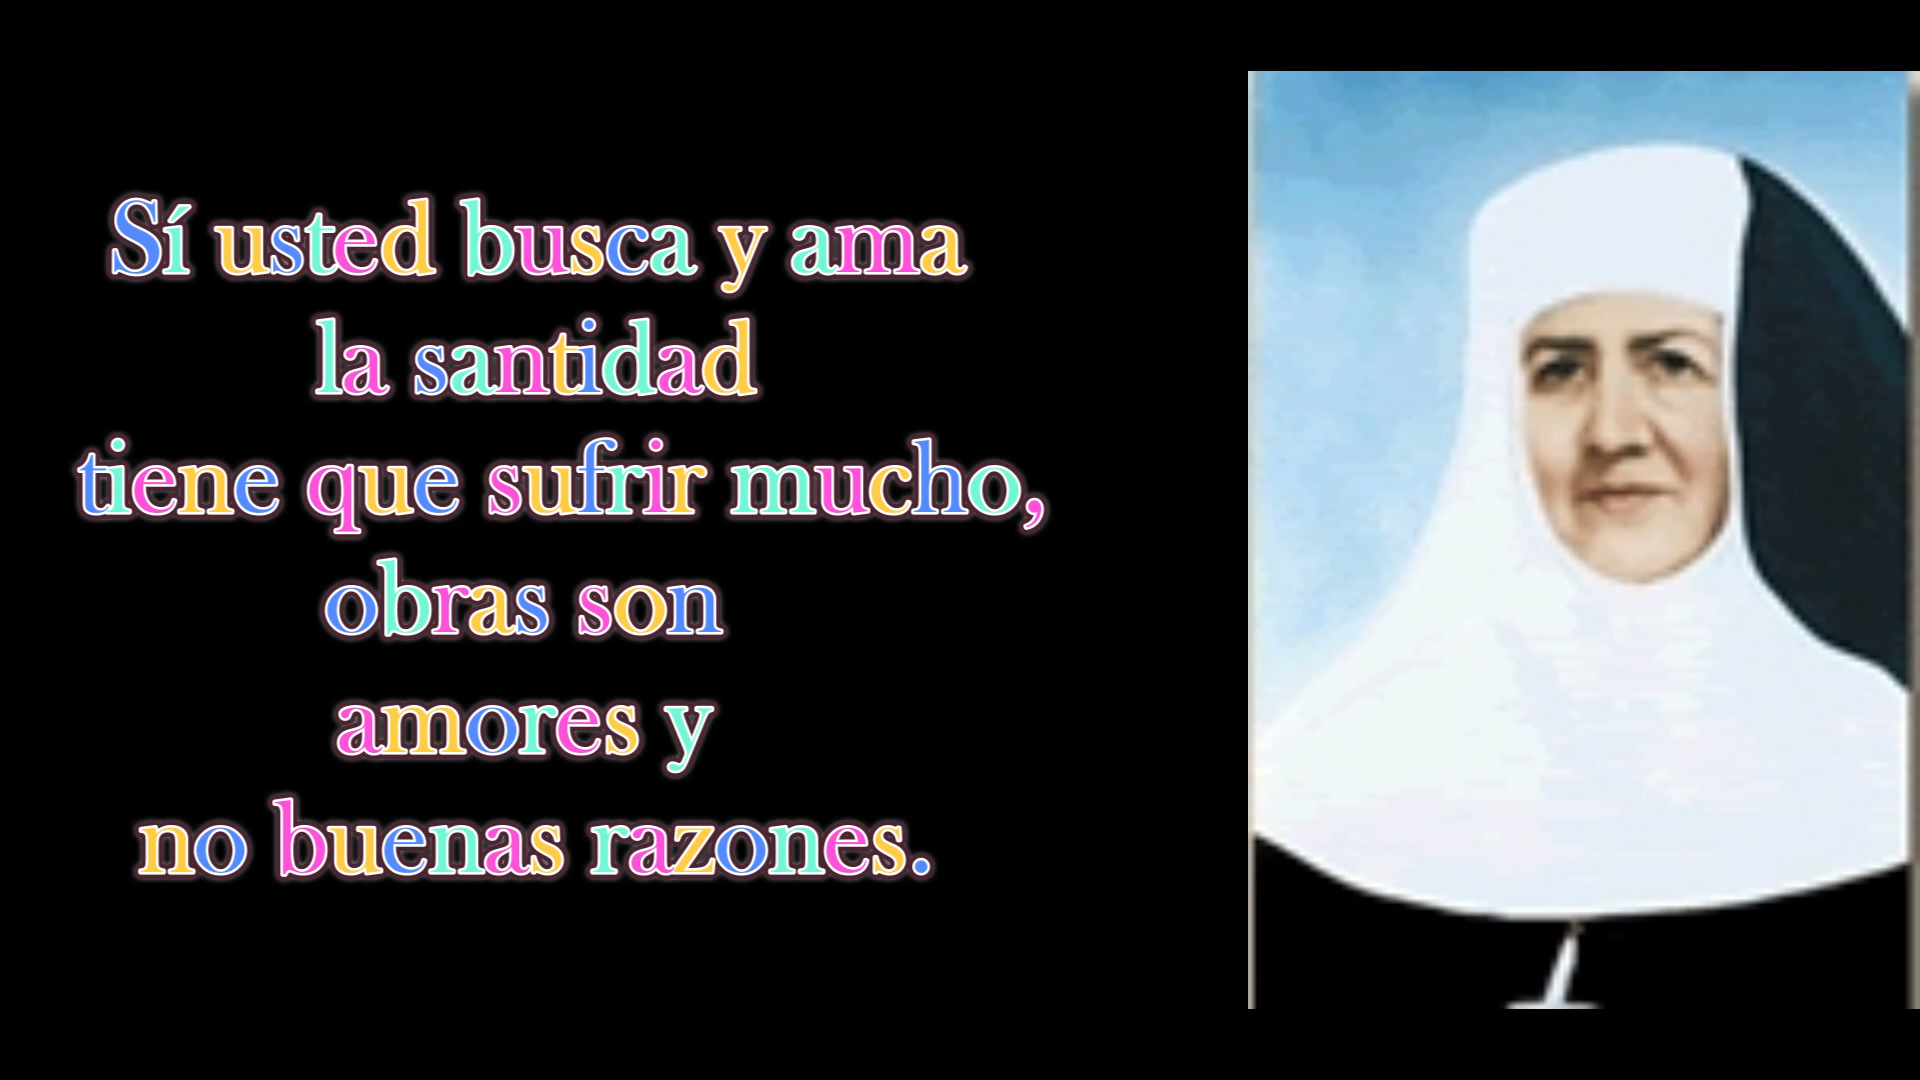 Sí usted busca y ama
la santidad
tiene que sufrir mucho,
obras son
amores y
no buenas razones.